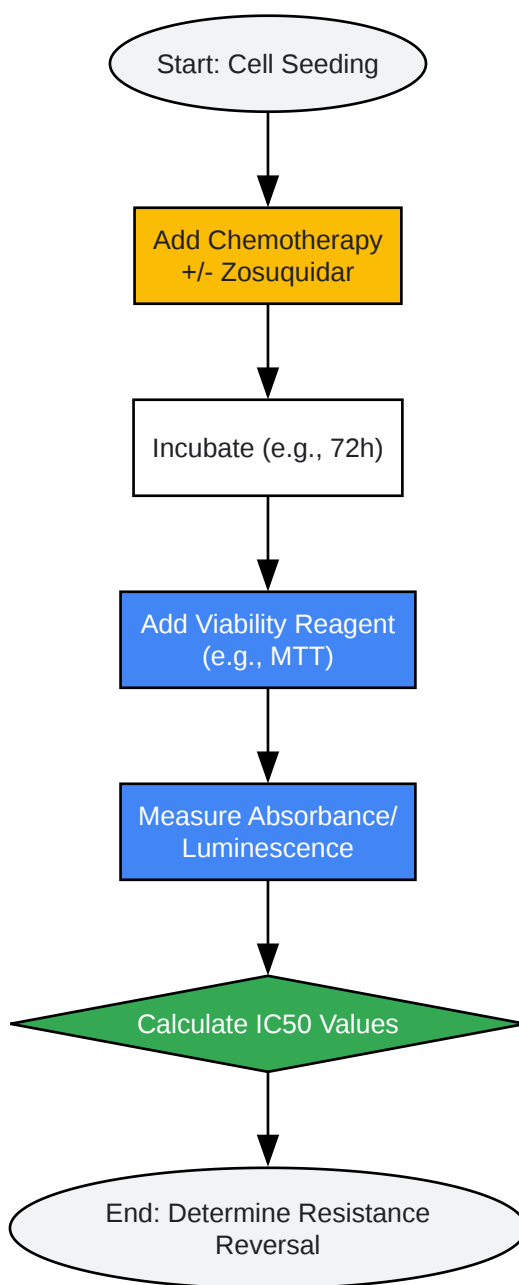 Start: Cell Seeding
Add Chemotherapy
+/- Zosuquidar
Incubate (e.g., 72h)
Add Viability Reagent
(e.g., MTT)
Measure Absorbance/
Luminescence
Calculate IC50 Values
End: Determine Resistance
Reversal